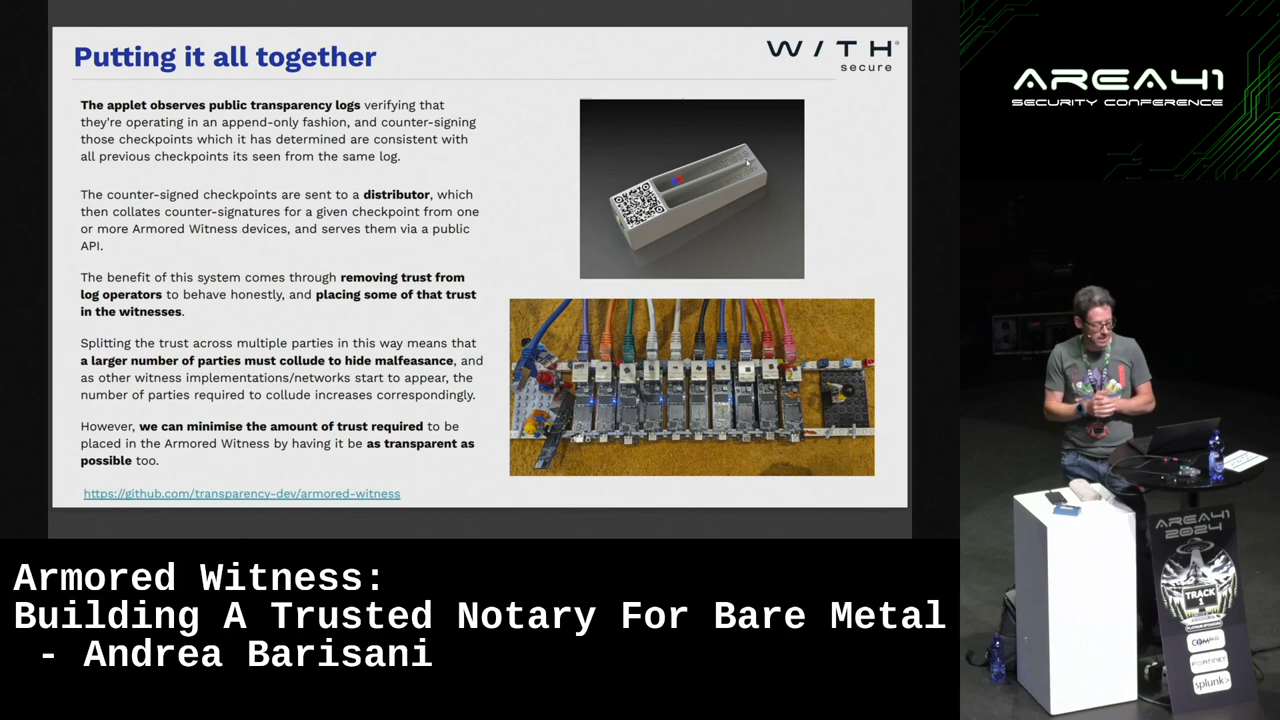 Putting it all together
W / T H®
secure
The applet observes public transparency logs verifying that
they're operating in an append-only fashion, and counter-signing
those checkpoints which it has determined are consistent with
all previous checkpoints its seen from the same log.
The counter-signed checkpoints are sent to a distributor, which
then collates counter-signatures for a given checkpoint from one
or more Armored Witness devices, and serves them via a public
API.
The benefit of this system comes through removing trust from
log operators to behave honestly, and placing some of that trust
in the witnesses.
Splitting the trust across multiple parties in this way means that
a larger number of parties must collude to hide malfeasance, and
as other witness implementations/networks start to appear, the
number of parties required to collude increases correspondingly.
However, we can minimise the amount of trust required to be
placed in the Armored Witness by having it be as transparent as
possible too.
https://github.com/transparency-dev/armored-witness
AREA41
SECURITY CONFERENCE
AREA41
2024
TRACK
1
FORTINET
splunk>
Armored Witness:
Building A Trusted Notary For Bare Metal
- Andrea Barisani